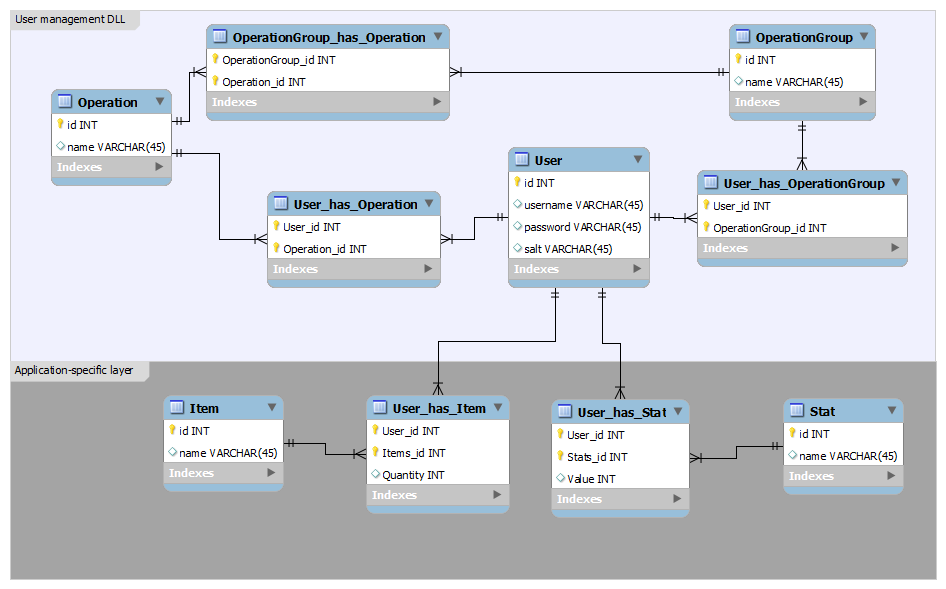 User management DLL
OperationGroup_has_Operation
OperationGroup_id INT
Operation_id INT
Indexes
OperationGroup
id INT
name VARCHAR(45)
Indexes
Operation
id INT
name VARCHAR(45)
Indexes
User
id INT
username VARCHAR(45)
password VARCHAR(45)
salt VARCHAR(45)
Indexes
User_has_OperationGroup
User_id INT
OperationGroup_id INT
Indexes
User_has_Operation
User_id INT
Operation_id INT
Indexes
Application-specific layer
Item
id INT
name VARCHAR(45)
Indexes
User_has_Item
User_id INT
Items_id INT
Quantity INT
Indexes
User_has_Stat
User_id INT
Stats_id INT
Value INT
Indexes
Stat
id INT
name VARCHAR(45)
Indexes